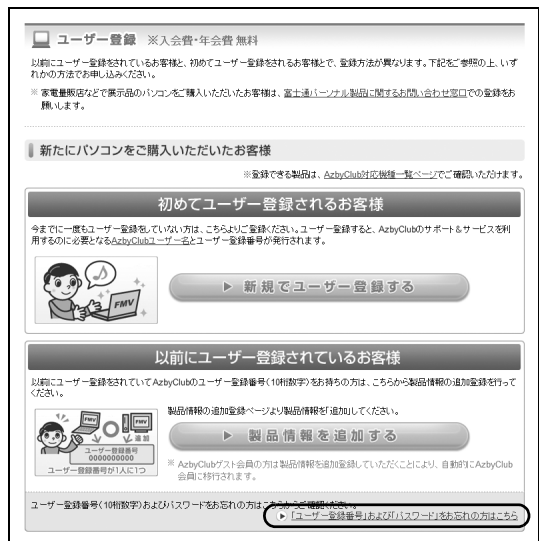 ユーザー登録 ※入会費・年会費 無料
以前にユーザー登録をされているお客様と、初めてユーザー登録をされるお客様とで、登録方法が異なります。下記をご参照の上、いず
れかの方法でお申し込みください。
※ 家電量販店などで展示品のパソコンをご購入いただいたお客様は、富士通パーソナル製品に関するお問い合わせ窓口での登録をお
願いします。
新たにパソコンをご購入いただいたお客様
※登録できる製品は、AzbyClub対応機種一覧ページでご確認いただけます。
初めてユーザー登録されるお客様
今までに一度もユーザー登録をしていない方は、こちらよりご登録ください。ユーザー登録すると、AzbyClubのサポート＆サービスを利
用するのに必要となるAzbyClubユーザー名とユーザー登録番号が発行されます。
FMV
新規でユーザー登録する
以前にユーザー登録されているお客様
以前にユーザー登録をされていてAzbyClubのユーザー登録番号(10桁数字)をお持ちの方は、こちらから製品情報の追加登録を行って
ください。
製品情報の追加登録ページより製品情報を「追加」してください。
FMV
FMV
追加
ユーザー登録番号
0000000000
ユーザー登録番号が1人に1つ
製品情報を追加する
※ AzbyClubゲスト会員の方は製品情報を追加登録していただくことにより、自動的にAzbyClub
会員に移行されます。
ユーザー登録番号(10桁数字)およびパスワードをお忘れの方はこちらからご確認ください。
「ユーザー登録番号」および「パスワード」をお忘れの方はこちら